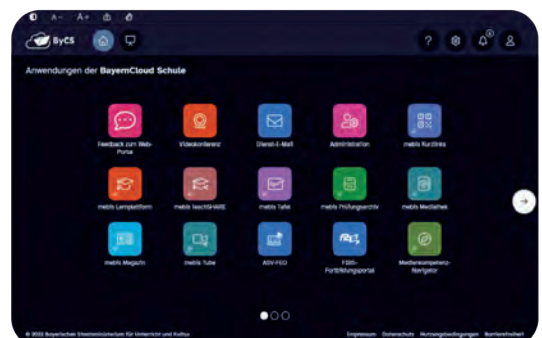 A- A+
ByCS
?
Anwendungen der BayernCloud Schule
Feedback zum Web-Portal
Videokonferenz
Dienst-E-Mail
Administration
mebis Kurzlinks
mebis Lernplattform
mebis teachSHARE
mebis Tafel
mebis Prüfungsarchiv
mebis Mediathek
mebis Magazin
mebis Tube
ASV-FEO
FIBS-Fortbildungsportal
Medienkompetenz-Navigator
© 2023 Bayerisches Staatsministerium für Unterricht und Kultus
Impressum Datenschutz Nutzungsbedingungen Barrierefreiheit